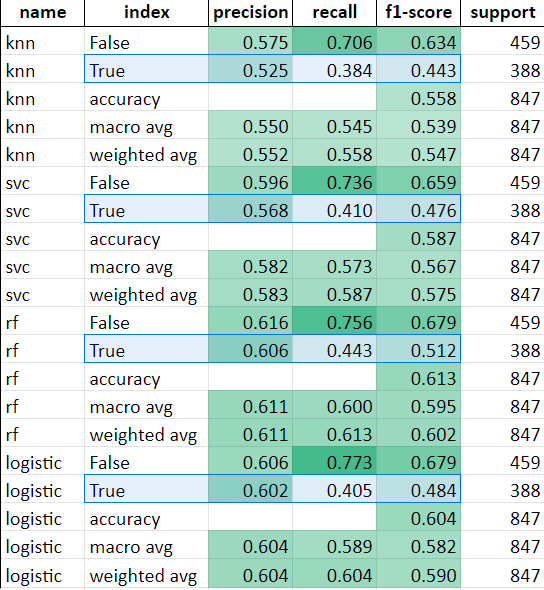 name index precision recall f1-score support
knn False 0.575 0.706 0.634 459
knn True 0.525 0.384 0.443 388
knn accuracy 0.558 847
knn macro avg 0.550 0.545 0.539 847
knn weighted avg 0.552 0.558 0.547 847
svc False 0.596 0.736 0.659 459
svc True 0.568 0.410 0.476 388
svc accuracy 0.587 847
svc macro avg 0.582 0.573 0.567 847
svc weighted avg 0.583 0.587 0.575 847
rf False 0.616 0.756 0.679 459
rf True 0.606 0.443 0.512 388
rf accuracy 0.613 847
rf macro avg 0.611 0.600 0.595 847
rf weighted avg 0.611 0.613 0.602 847
logistic False 0.606 0.773 0.679 459
logistic True 0.602 0.405 0.484 388
logistic accuracy 0.604 847
logistic macro avg 0.604 0.589 0.582 847
logistic weighted avg 0.604 0.604 0.590 847